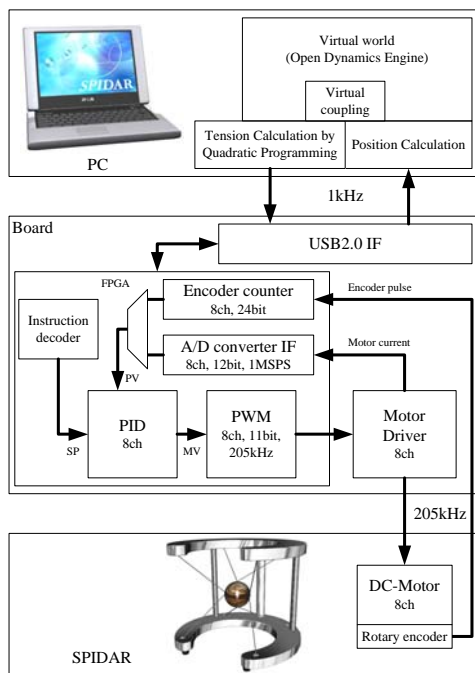 Virtual world
(Open Dynamics Engine)
Virtual
coupling
SPIDAR
Tension Calculation by
Quadratic Programming
Position Calculation
PC
1kHz
Board
USB2.0 IF
FPGA
Encoder counter
8ch, 24bit
Encoder pulse
Instruction
decoder
A/D converter IF
8ch, 12bit, 1MSPS
Motor current
PV
PID
8ch
PWM
8ch, 11bit,
205kHz
Motor
Driver
8ch
SP
MV
205kHz
DC-Motor
8ch
Rotary encoder
SPIDAR